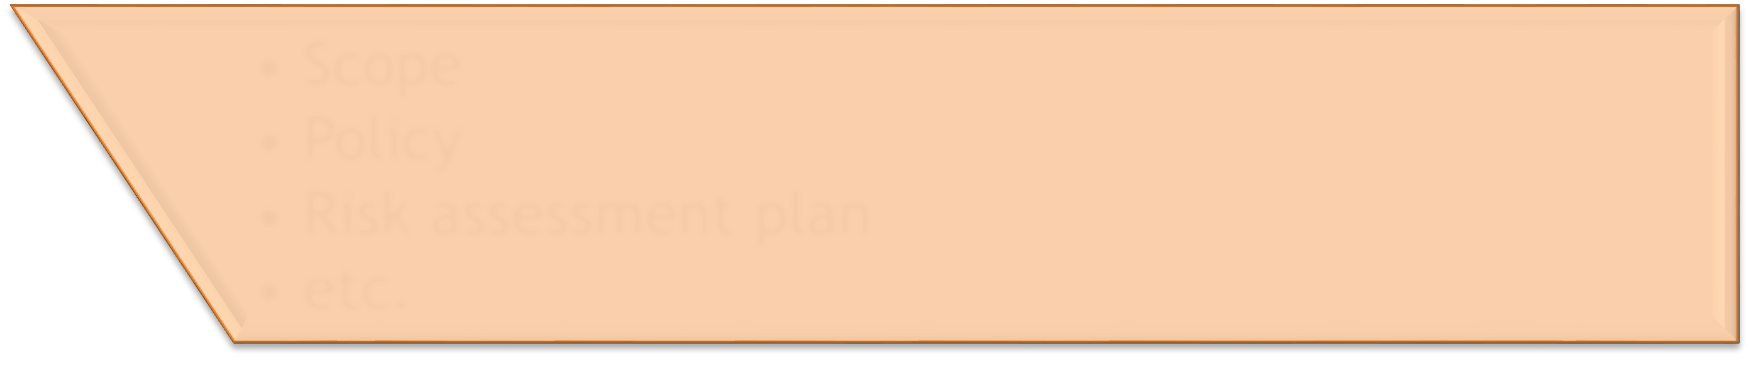 • Scope
• Policy
• Risk assessment plan
• etc.